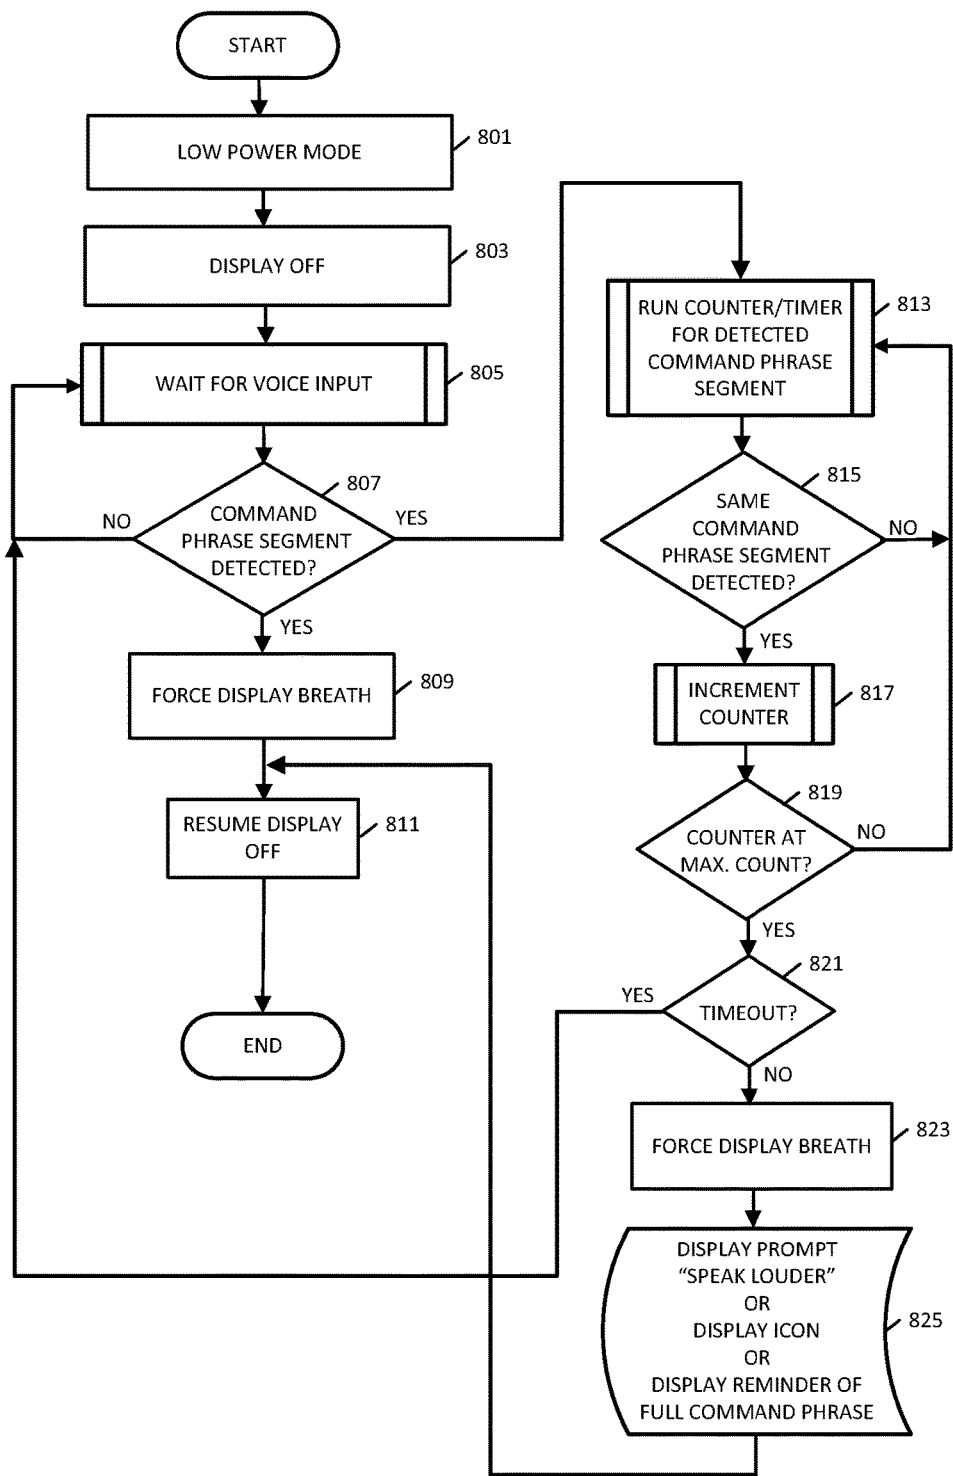 START
LOW POWER MODE
801
DISPLAY OFF
803
WAIT FOR VOICE INPUT
805
807
COMMAND
PHRASE SEGMENT
DETECTED?
NO
YES
YES
FORCE DISPLAY BREATH
809
RESUME DISPLAY
OFF
811
END
RUN COUNTER/TIMER
FOR DETECTED
COMMAND PHRASE
SEGMENT
813
815
SAME
COMMAND
PHRASE SEGMENT
DETECTED?
NO
YES
INCREMENT
COUNTER
817
819
COUNTER AT
MAX. COUNT?
NO
YES
821
TIMEOUT?
YES
NO
FORCE DISPLAY BREATH
823
DISPLAY PROMPT
“SPEAK LOUDER”
OR
DISPLAY ICON
OR
DISPLAY REMINDER OF
FULL COMMAND PHRASE
825